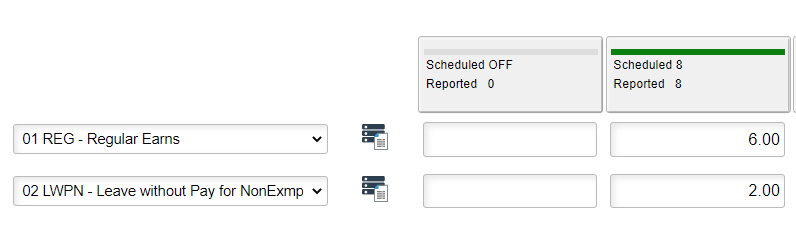 Scheduled OFF
Reported 0
Scheduled 8
Reported 8
01 REG - Regular Earns
6.00
02 LWPN - Leave without Pay for NonExmp
2.00